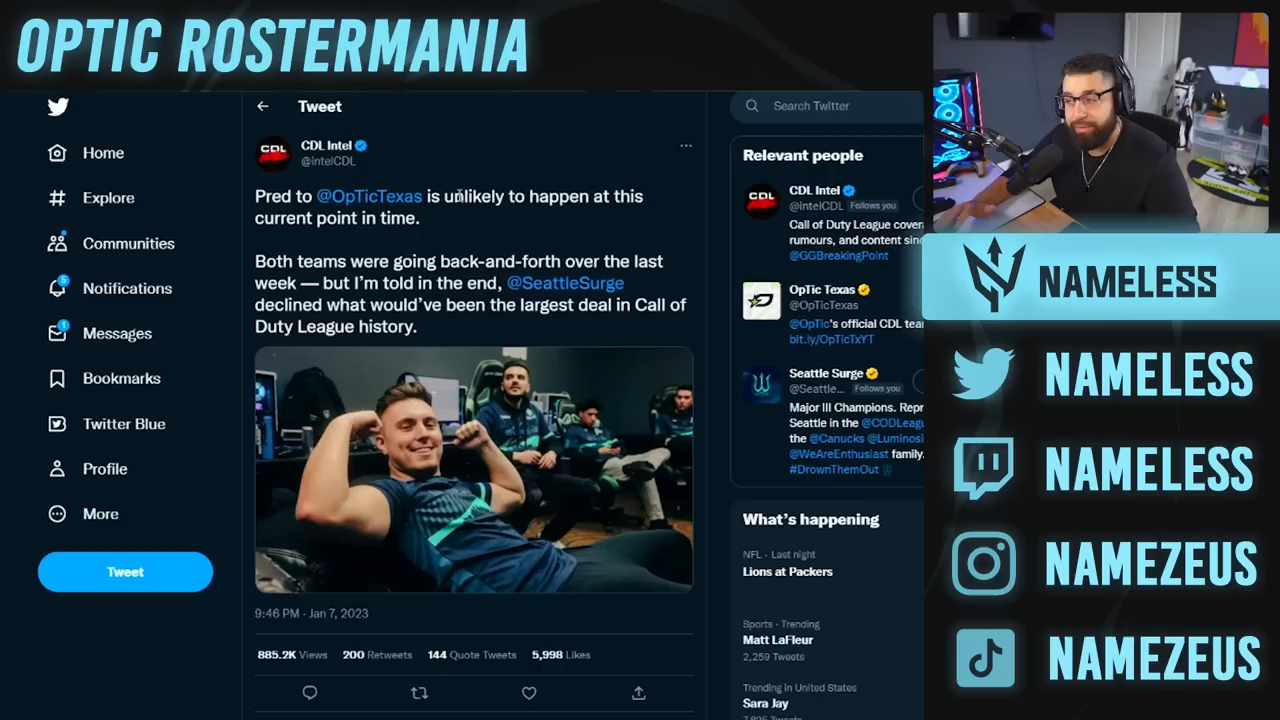 OPTIC ROSTERMANIA
Home
Explore
Communities
Notifications
5
Messages
1
Bookmarks
Twitter Blue
Profile
More
Tweet
Tweet
CDL
CDL Intel
@intelCDL
Pred to @OpTicTexas is unlikely to happen at this
current point in time.
Both teams were going back-and-forth over the last
week — but I'm told in the end, @SeattleSurge
declined what would've been the largest deal in Call of
Duty League history.
9:46 PM · Jan 7, 2023
885.2K Views 200 Retweets 144 Quote Tweets 5,998 Likes
Search Twitter
Relevant people
CDL
CDL Intel
@intelCDL Follows you
Call of Duty League cover
rumours, and content sinc
@GGBreakingPoint
OpTic Texas
@OpTicTexas
@OpTic's official CDL tea
bit.ly/OpTicTxYT
Seattle Surge
@Seattle... Follows you
Major III Champions. Repr
Seattle in the @CODLeagu
the @Canucks @Luminosi
@WeAreEnthusiast family.
#DrownThemOut
What's happening
NFL · Last night
Lions at Packers
Sports · Trending
Matt LaFleur
2,259 Tweets
Trending in United States
Sara Jay
NAMELESS
NAMELESS
NAMELESS
NAMEZEUS
NAMEZEUS